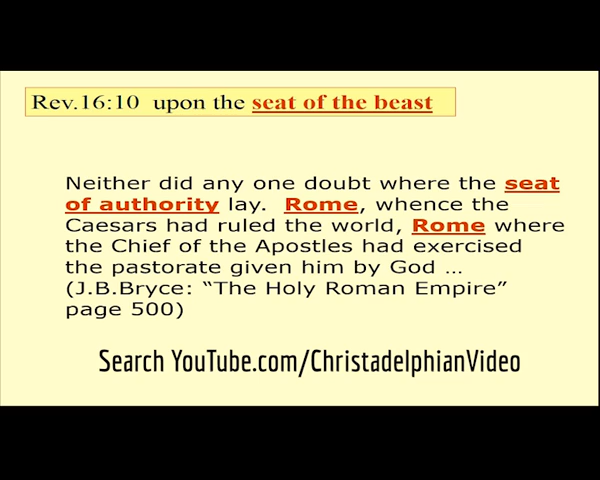 Rev.16:10 upon the seat of the beast
Neither did any one doubt where the seat
of authority lay. Rome, whence the
Caesars had ruled the world, Rome where
the Chief of the Apostles had exercised
the pastorate given him by God …
(J.B.Bryce: “The Holy Roman Empire”
page 500)
Search YouTube.com/ChristadelphianVideo